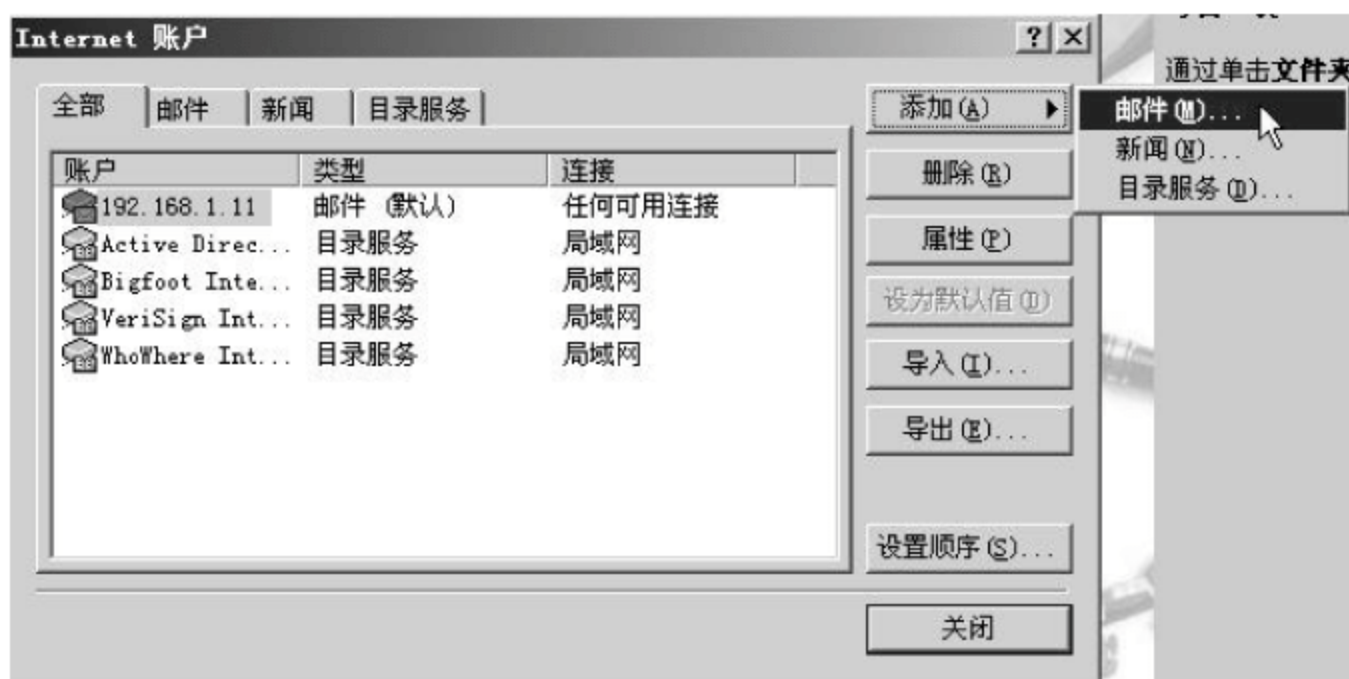 Internet 账户
通过单击文件夹
全部 邮件 新闻 目录服务
添加(A)
邮件(M)...
新闻(N)...
目录服务(D)...
账户 类型 连接
192.168.1.11 邮件 (默认) 任何可用连接
Active Direc... 目录服务 局域网
Bigfoot Inte... 目录服务 局域网
VeriSign Int... 目录服务 局域网
WhoWhere Int... 目录服务 局域网
删除(R)
属性(P)
设为默认值(D)
导入(I)...
导出(E)...
设置顺序(S)...
关闭